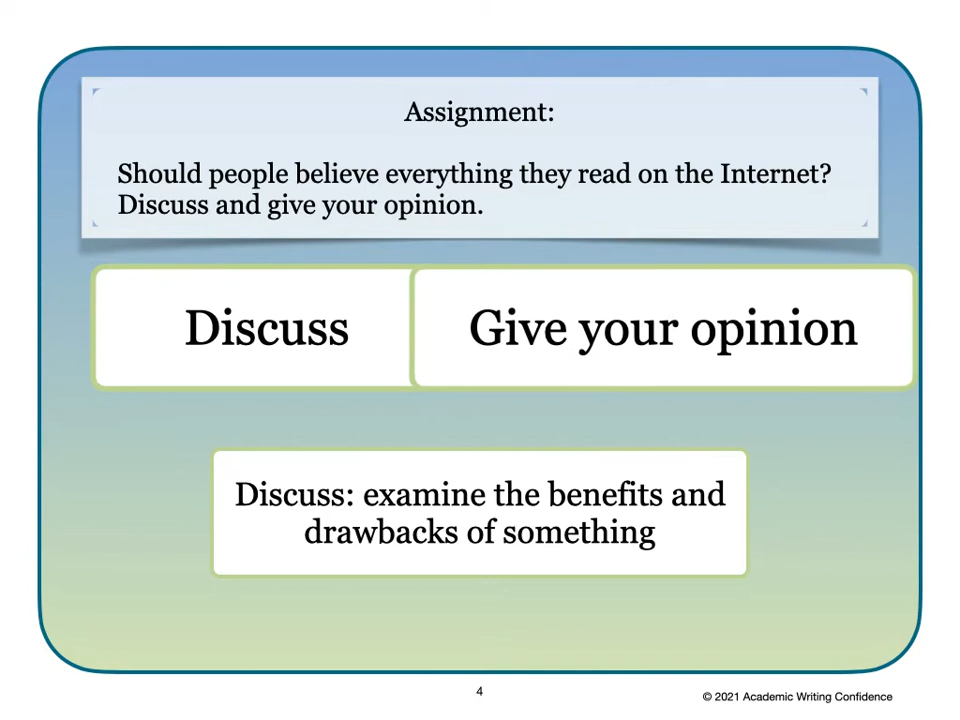 Assignment:
Should people believe everything they read on the Internet?
Discuss and give your opinion.
Discuss
Give your opinion
Discuss: examine the benefits and
drawbacks of something
4
© 2021 Academic Writing Confidence